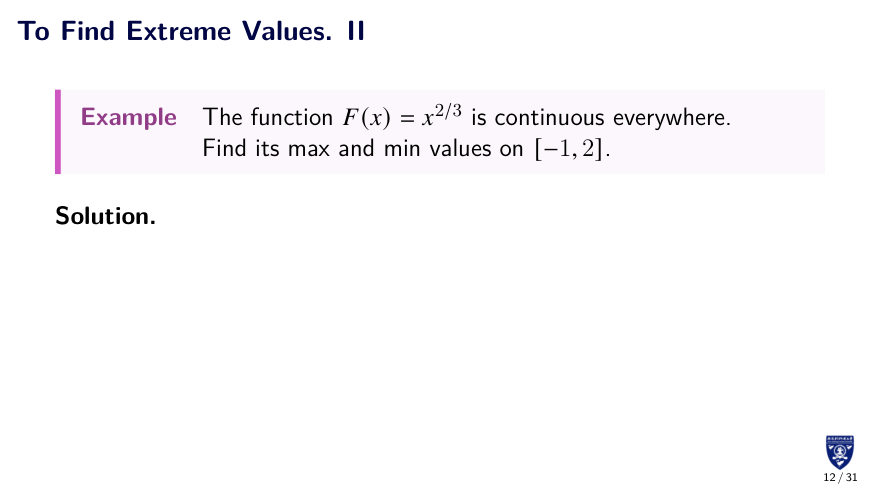 To Find Extreme Values. II
Example The function F(x) = x^{2/3} is continuous everywhere.
Find its max and min values on [−1, 2].
Solution.
12 / 31